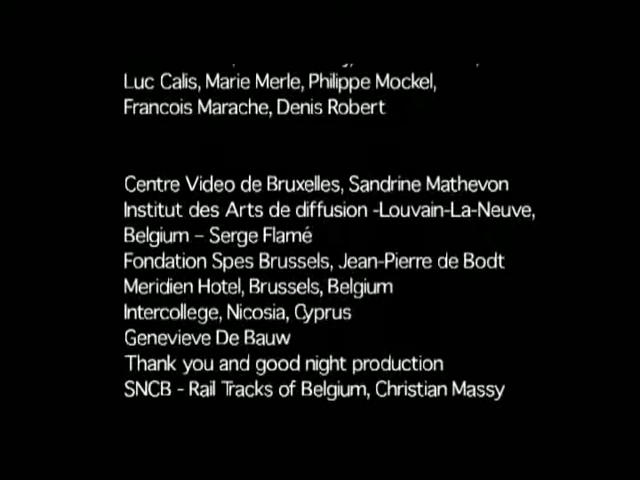 Luc Calis, Marie Merle, Philippe Mockel,
Francois Marache, Denis Robert
Centre Video de Bruxelles, Sandrine Mathevon
Institut des Arts de diffusion -Louvain-La-Neuve,
Belgium – Serge Flamé
Fondation Spes Brussels, Jean-Pierre de Bodt
Meridien Hotel, Brussels, Belgium
Intercollege, Nicosia, Cyprus
Genevieve De Bauw
Thank you and good night production
SNCB - Rail Tracks of Belgium, Christian Massy